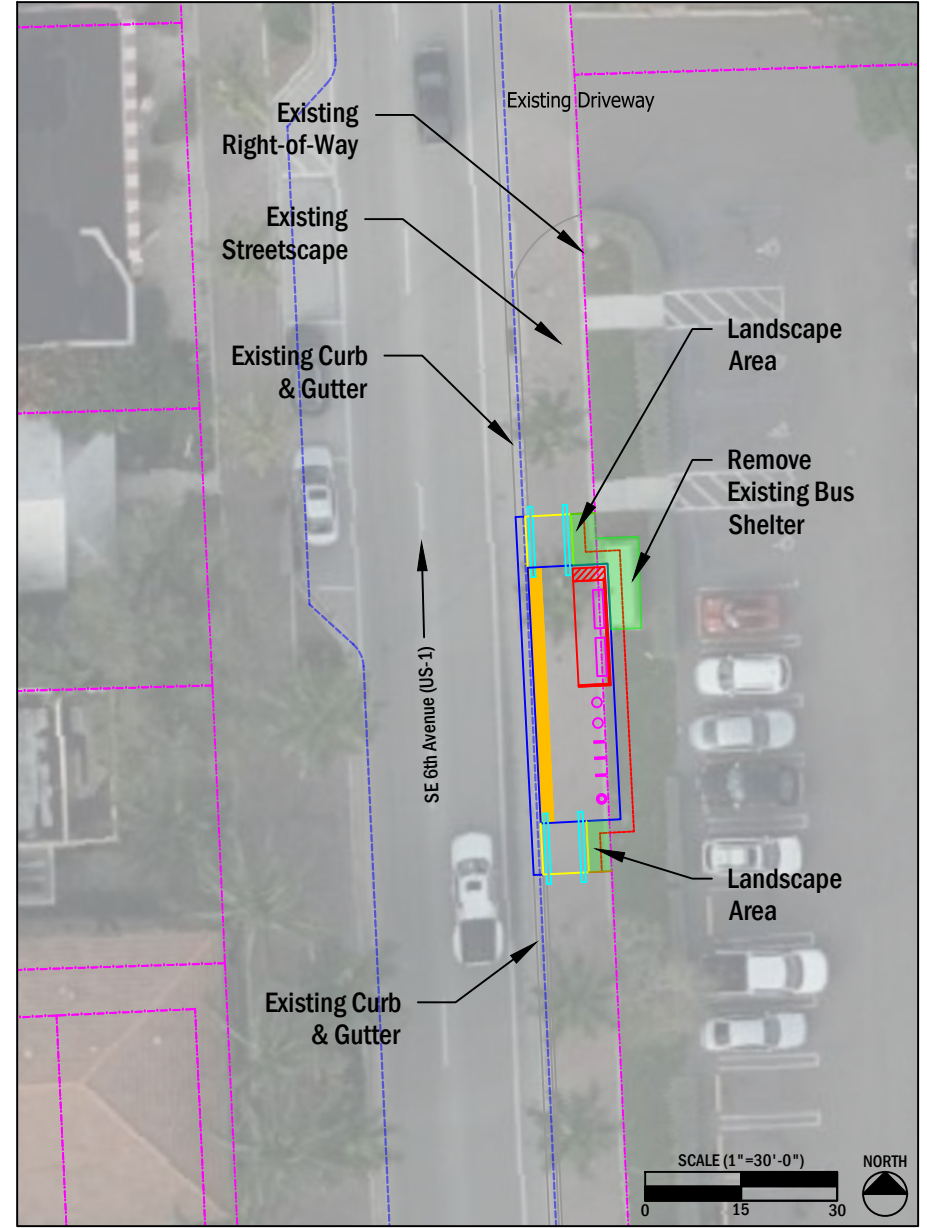 Existing Driveway
Existing
Right-of-Way
Existing
Streetscape
Landscape
Area
Existing Curb
& Gutter
Remove
Existing Bus
Shelter
SE 6th Avenue (US-1)
Landscape
Area
Existing Curb
& Gutter
SCALE (1"=30'-0")
NORTH
0 15 30